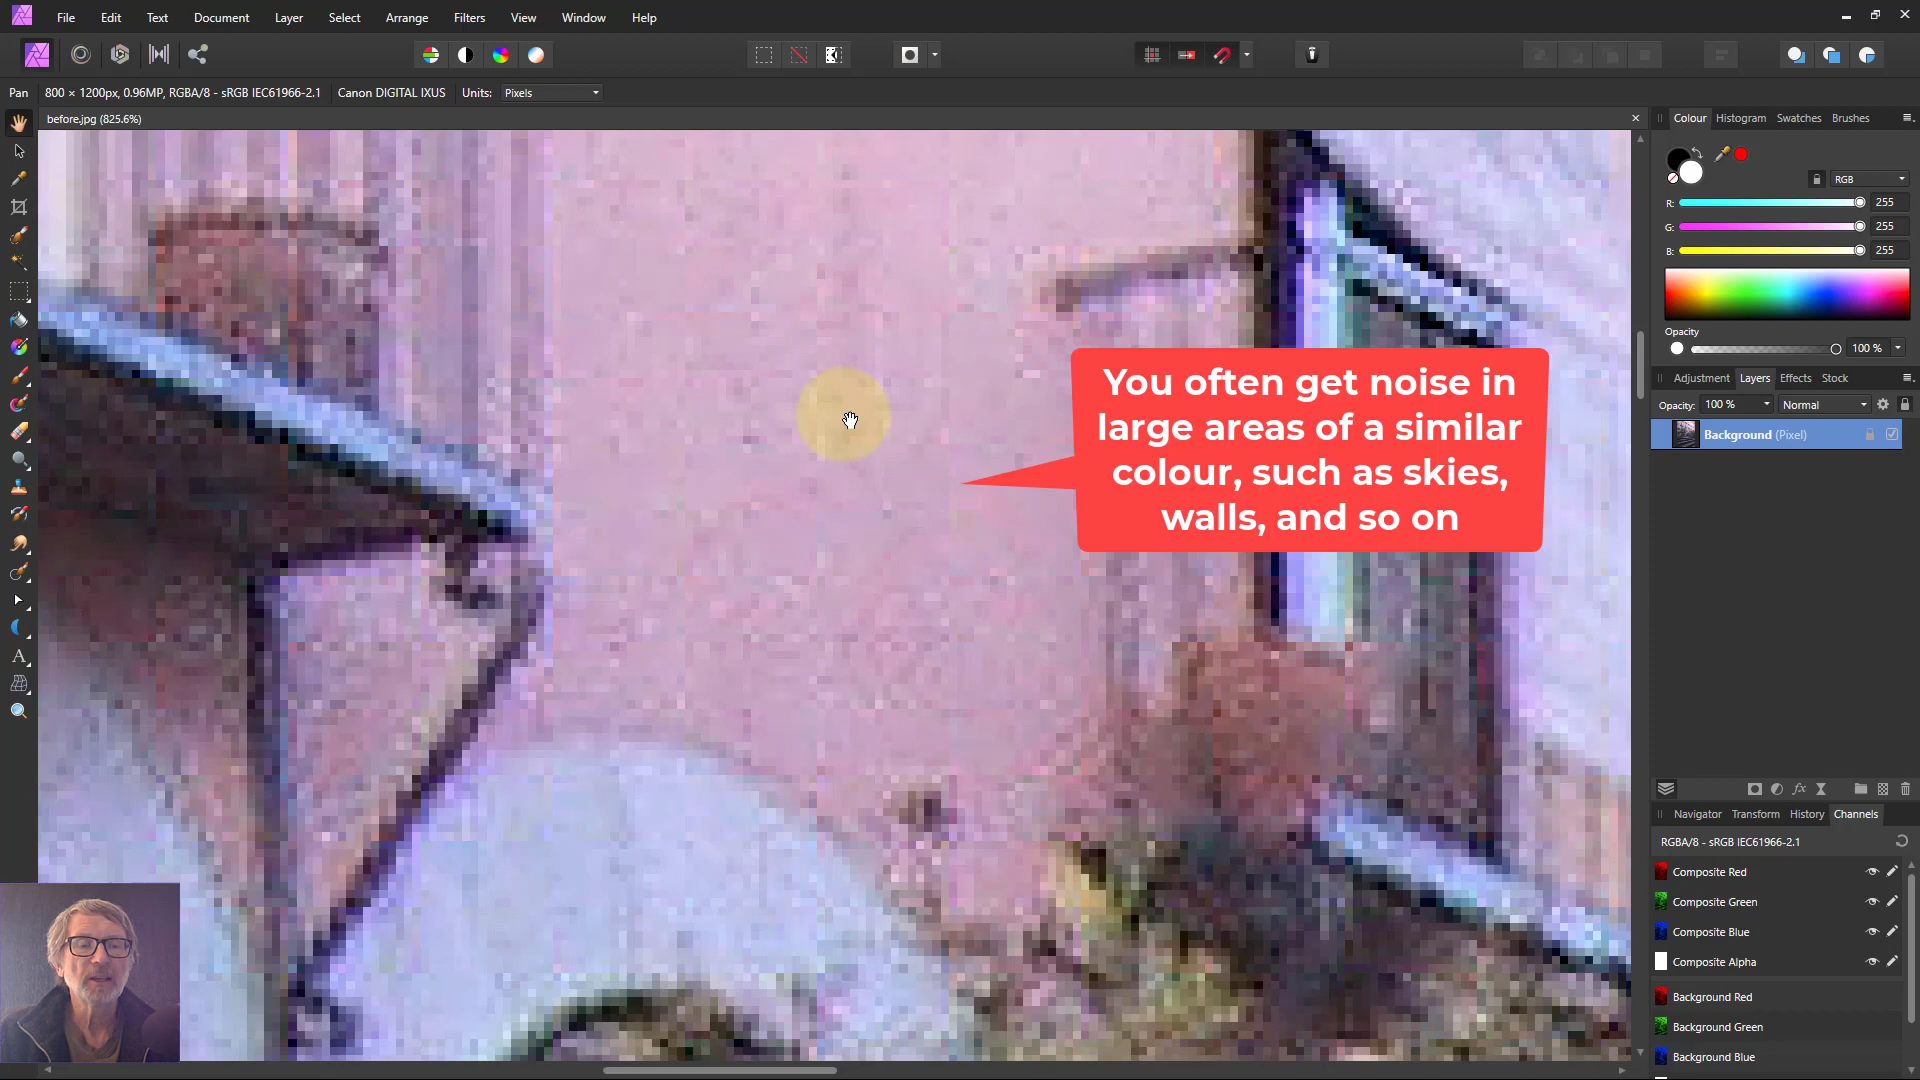 File Edit Text Document Layer Select Arrange Filters View Window Help
Pan 800 × 1200px, 0.96MP, RGBA/8 - sRGB IEC61966-2.1 Canon DIGITAL IXUS Units: Pixels
before.jpg (825.6%)
Colour Histogram Swatches Brushes
RGB
R: 255
G: 255
B: 255
Opacity
100 %
You often get noise in
large areas of a similar
colour, such as skies,
walls, and so on
Adjustment Layers Effects Stock
Opacity: 100 % Normal
Background (Pixel)
Navigator Transform History Channels
RGBA/8 - sRGB IEC61966-2.1
Composite Red
Composite Green
Composite Blue
Composite Alpha
Background Red
Background Green
Background Blue